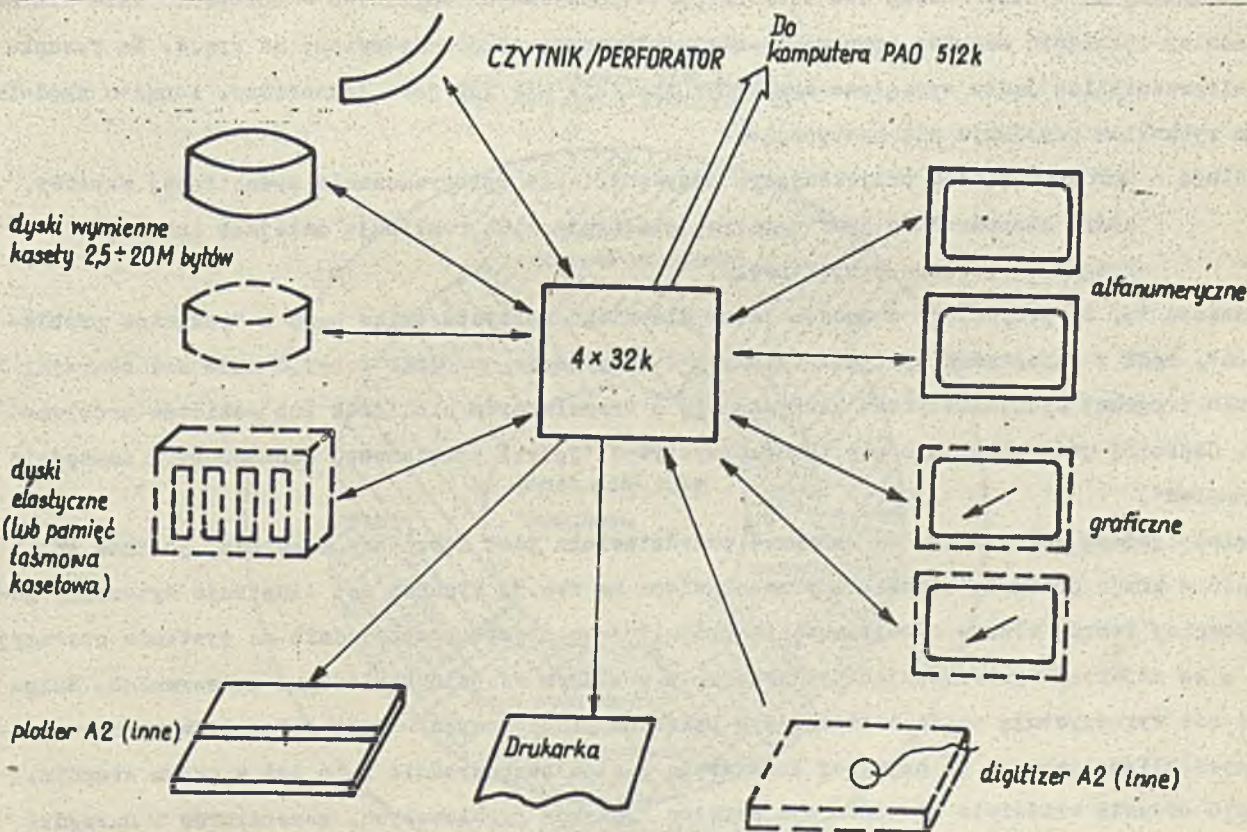 CZYTNIK/PERFORATOR
Do
komputera PAO 512k
dyski wymienne
kasety 2,5÷20M bytów
alfanumeryczne
4 × 32k
dyski
elastyczne
(lub pamięć
taśmowa
kasetowa)
graficzne
plotter A2 (inne)
Drukarka
digitizer A2 (inne)